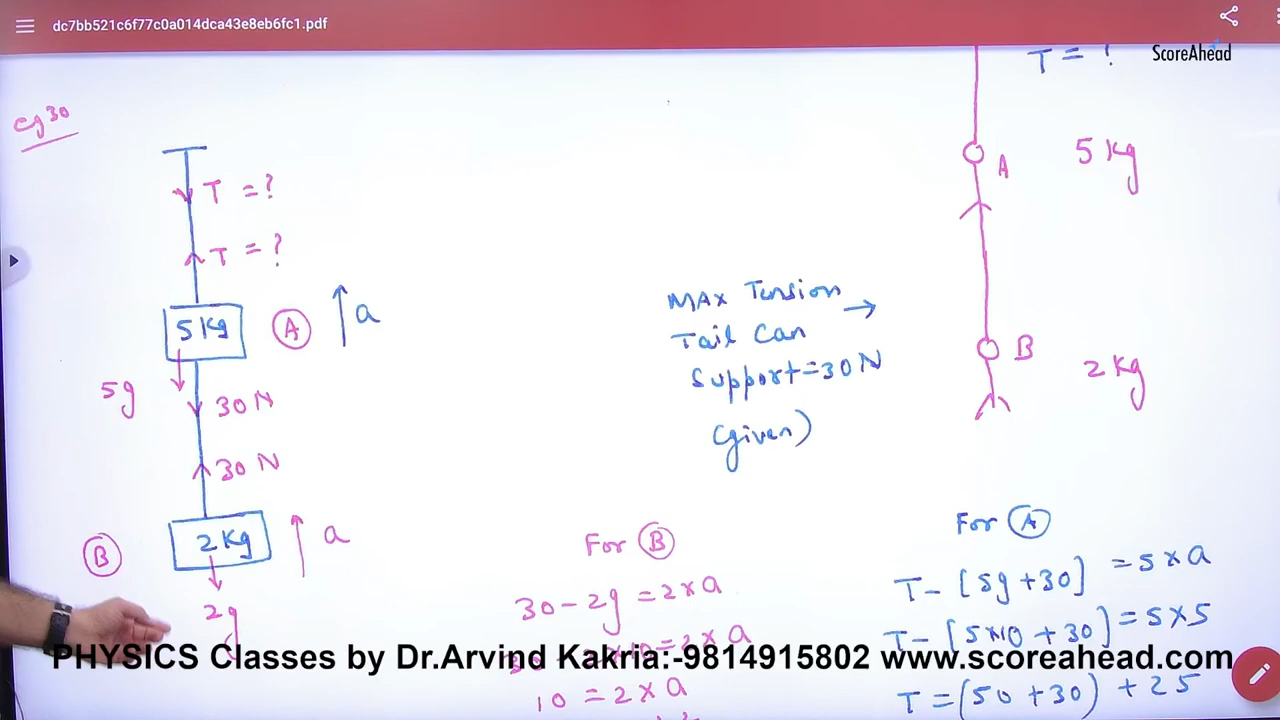 dc7bb521c6f77c0a014dca43e8eb6fc1.pdf
ScoreAhead
T = ?
eg 30
T = ?
T = ?
5 Kg
A
a
5g
30 N
30 N
2 Kg
B
a
2g
MAX Tension
Tail Can
Support = 30 N
(given)
A
5 Kg
B
2 Kg
For B
30 - 2g = 2 × a
10 = 2 × a
For A
T - [5g + 30] = 5 × a
T - [5×10 + 30] = 5 × 5
T = (50 + 30) + 25
PHYSICS Classes by Dr.Arvind Kakria:-9814915802 www.scoreahead.com